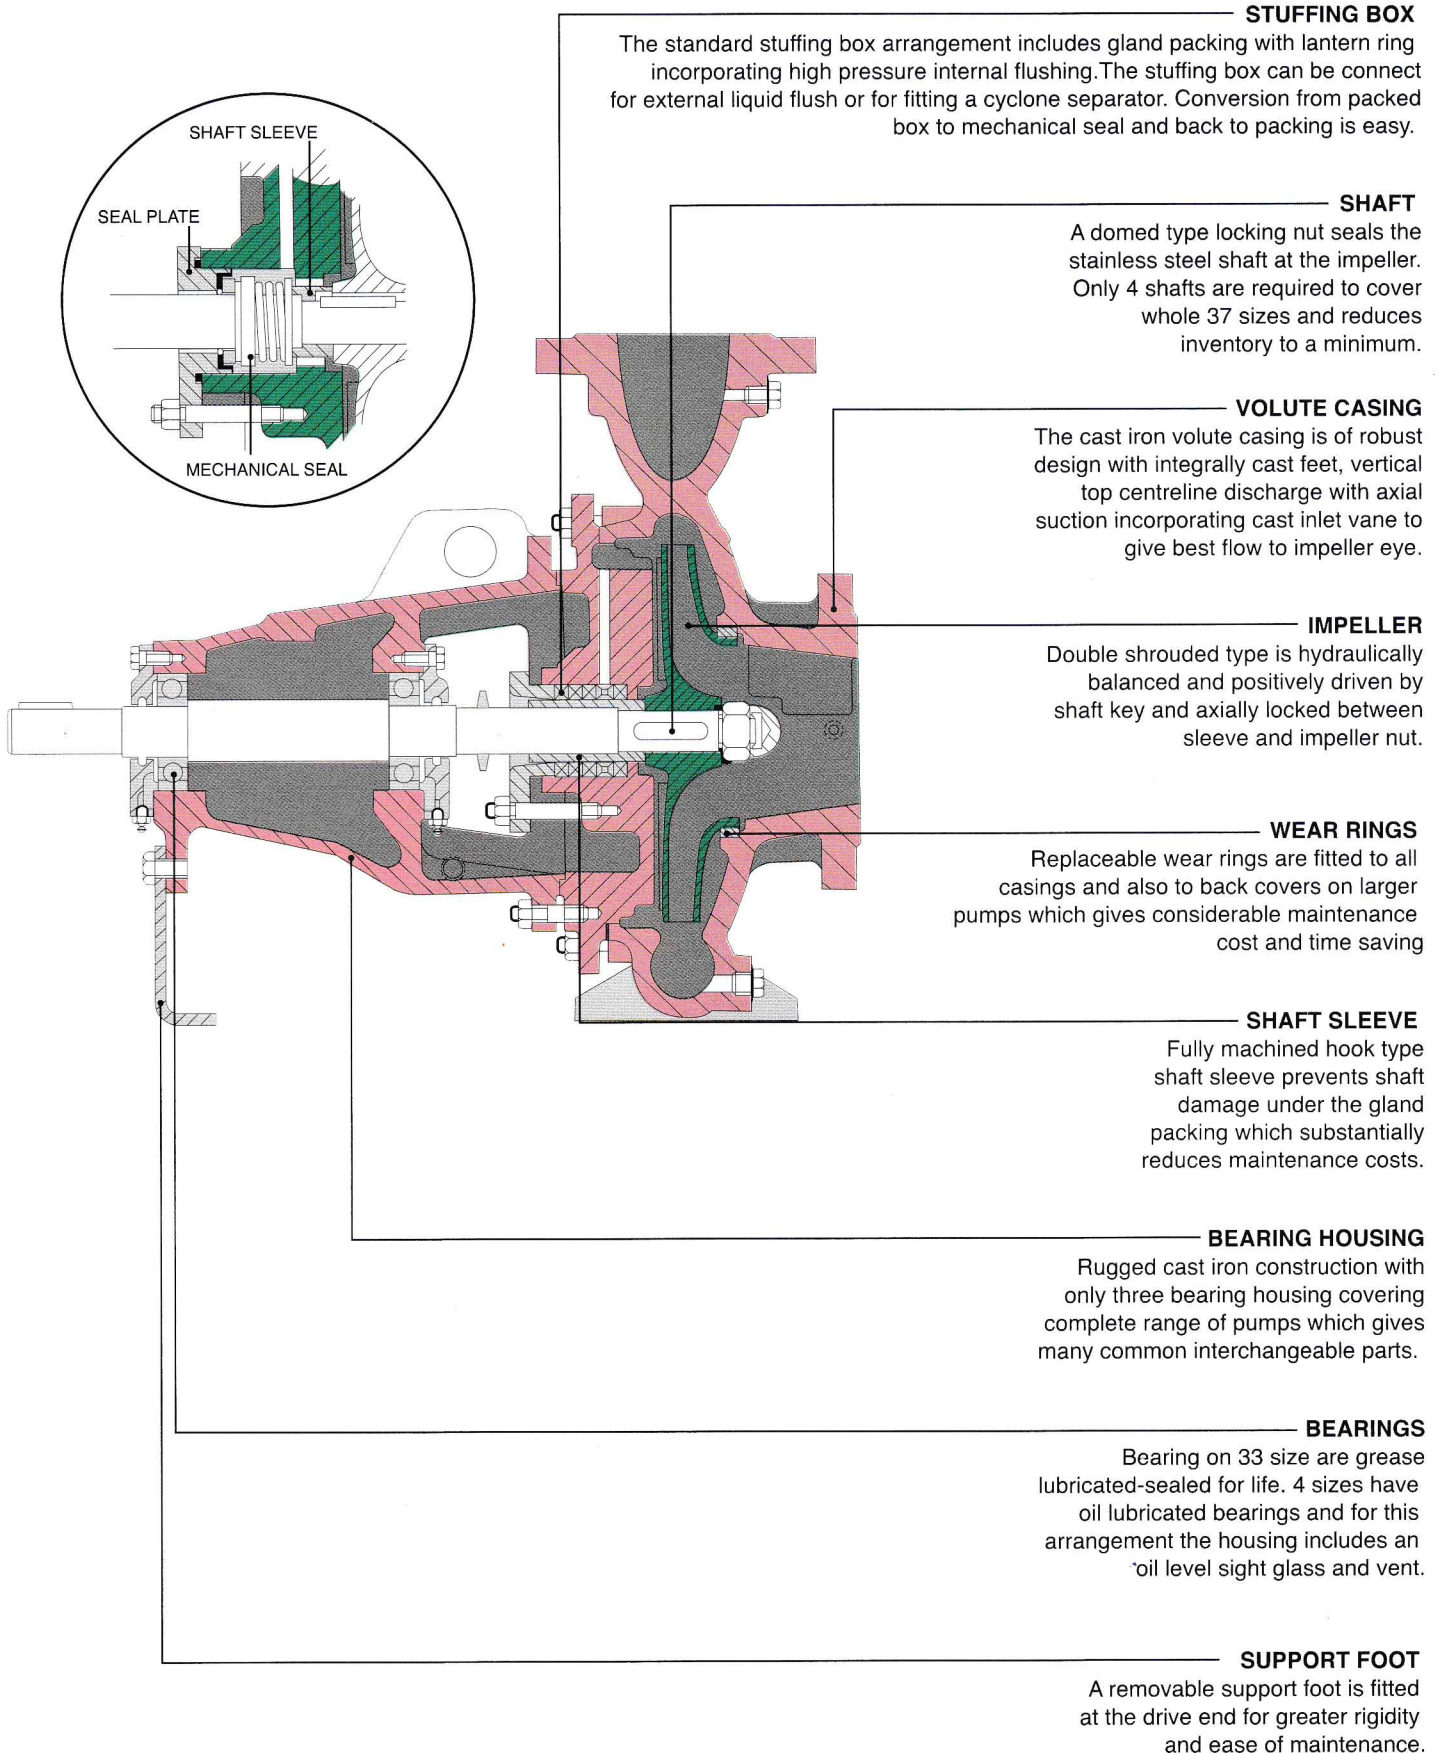 STUFFING BOX
The standard stuffing box arrangement includes gland packing with lantern ring
incorporating high pressure internal flushing.The stuffing box can be connect
for external liquid flush or for fitting a cyclone separator. Conversion from packed
box to mechanical seal and back to packing is easy.
SHAFT SLEEVE
SEAL PLATE
MECHANICAL SEAL
SHAFT
A domed type locking nut seals the
stainless steel shaft at the impeller.
Only 4 shafts are required to cover
whole 37 sizes and reduces
inventory to a minimum.
VOLUTE CASING
The cast iron volute casing is of robust
design with integrally cast feet, vertical
top centreline discharge with axial
suction incorporating cast inlet vane to
give best flow to impeller eye.
IMPELLER
Double shrouded type is hydraulically
balanced and positively driven by
shaft key and axially locked between
sleeve and impeller nut.
WEAR RINGS
Replaceable wear rings are fitted to all
casings and also to back covers on larger
pumps which gives considerable maintenance
cost and time saving
SHAFT SLEEVE
Fully machined hook type
shaft sleeve prevents shaft
damage under the gland
packing which substantially
reduces maintenance costs.
BEARING HOUSING
Rugged cast iron construction with
only three bearing housing covering
complete range of pumps which gives
many common interchangeable parts.
BEARINGS
Bearing on 33 size are grease
lubricated-sealed for life. 4 sizes have
oil lubricated bearings and for this
arrangement the housing includes an
oil level sight glass and vent.
SUPPORT FOOT
A removable support foot is fitted
at the drive end for greater rigidity
and ease of maintenance.